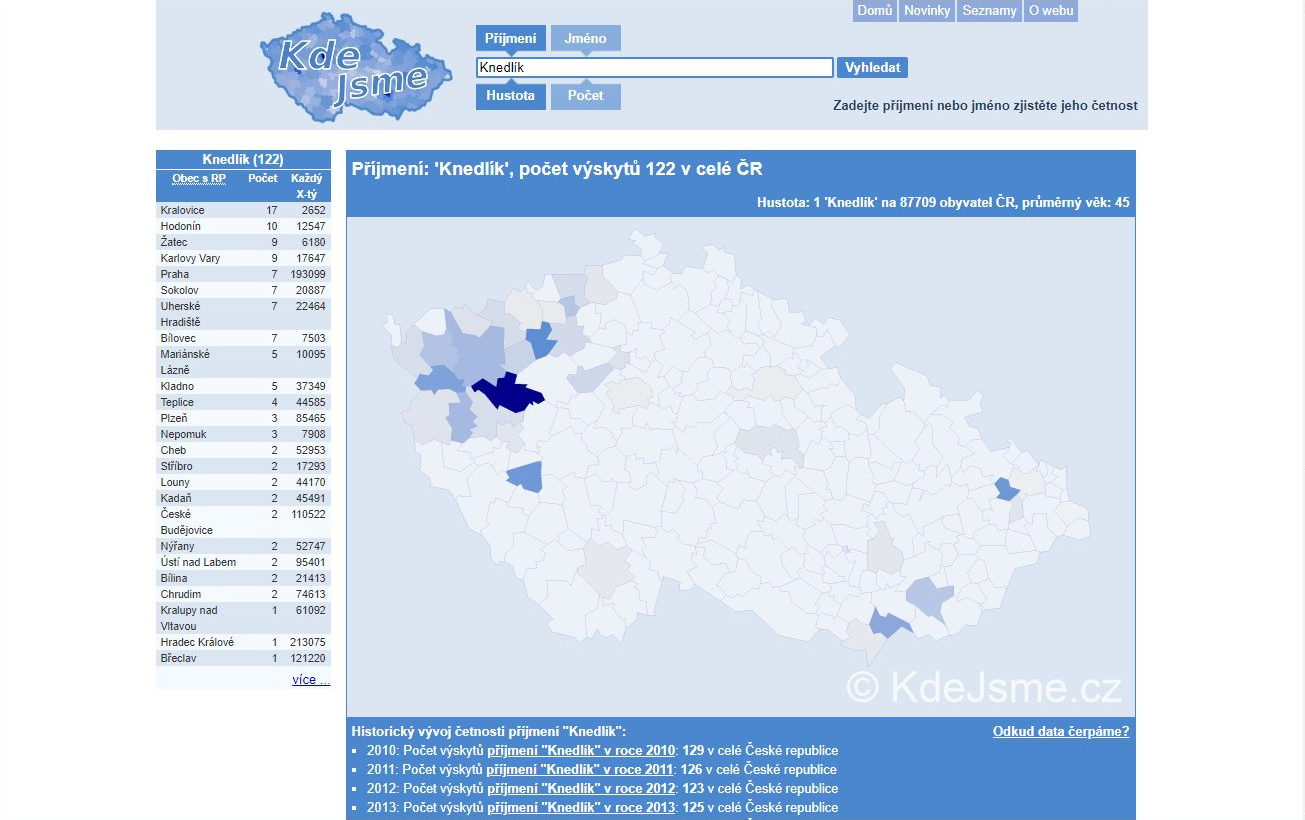 Domů Novinky Seznamy O webu
Kde
Jsme
Příjmení Jméno
Knedlík Vyhledat
Hustota Počet
Zadejte příjmení nebo jméno zjistěte jeho četnost
Knedlík (122)
Obec s RP Počet Každý
X-tý
Kralovice 17 2652
Hodonín 10 12547
Žatec 9 6180
Karlovy Vary 9 17647
Praha 7 193099
Sokolov 7 20887
Uherské 7 22464
Hradiště
Bílovec 7 7503
Mariánské 5 10095
Lázně
Kladno 5 37349
Teplice 4 44585
Plzeň 3 85465
Nepomuk 3 7908
Cheb 2 52953
Stříbro 2 17293
Louny 2 44170
Kadaň 2 45491
České 2 110522
Budějovice
Nýřany 2 52747
Ústí nad Labem 2 95401
Bílina 2 21413
Chrudim 2 74613
Kralupy nad 1 61092
Vltavou
Hradec Králové 1 213075
Břeclav 1 121220
více ...
Příjmení: 'Knedlík', počet výskytů 122 v celé ČR
Hustota: 1 'Knedlík' na 87709 obyvatel ČR, průměrný věk: 45
© KdeJsme.cz
Historický vývoj četnosti příjmení "Knedlík": Odkud data čerpáme?
▪ 2010: Počet výskytů příjmení "Knedlík" v roce 2010: 129 v celé České republice
▪ 2011: Počet výskytů příjmení "Knedlík" v roce 2011: 126 v celé České republice
▪ 2012: Počet výskytů příjmení "Knedlík" v roce 2012: 123 v celé České republice
▪ 2013: Počet výskytů příjmení "Knedlík" v roce 2013: 125 v celé České republice